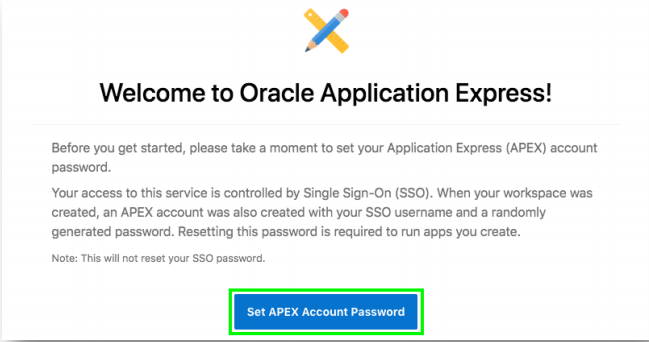 Welcome to Oracle Application Express!
Before you get started, please take a moment to set your Application Express (APEX) account
password.
Your access to this service is controlled by Single Sign-On (SSO). When your workspace was
created, an APEX account was also created with your SSO username and a randomly
generated password. Resetting this password is required to run apps you create.
Note: This will not reset your SSO password.
Set APEX Account Password